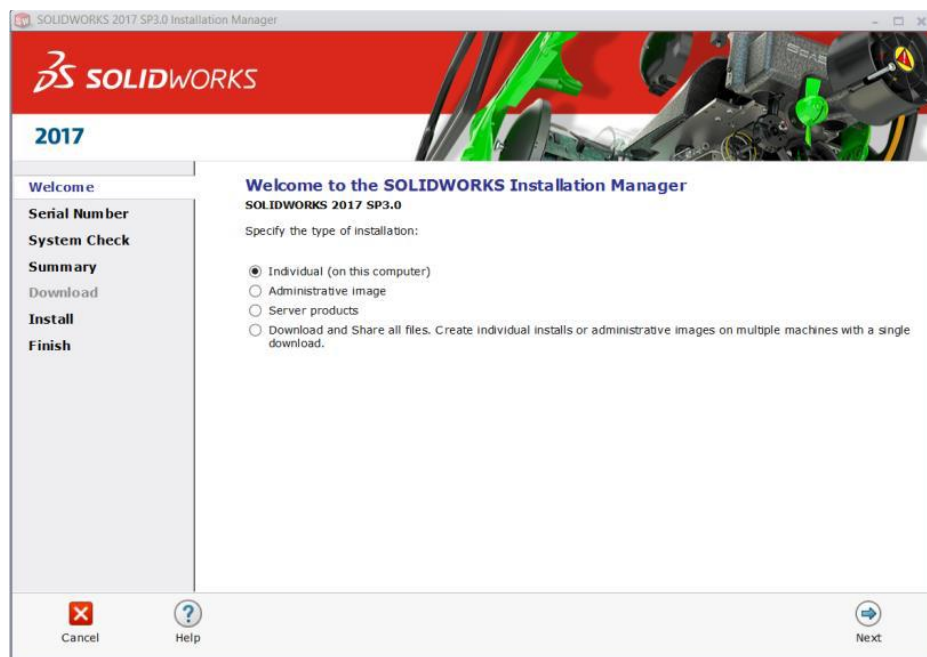 SOLIDWORKS 2017 SP3.0 Installation Manager
SOLIDWORKS
2017
Welcome
Serial Number
System Check
Summary
Download
Install
Finish
Welcome to the SOLIDWORKS Installation Manager
SOLIDWORKS 2017 SP3.0
Specify the type of installation:
Individual (on this computer)
Administrative image
Server products
Download and Share all files. Create individual installs or administrative images on multiple machines with a single
download.
Cancel
Help
Next